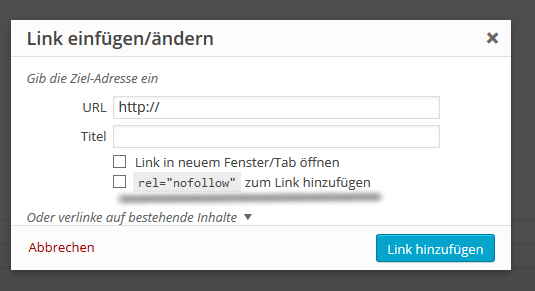 Link einfügen/ändern
Gib die Ziel-Adresse ein
URL http://
Titel
Link in neuem Fenster/Tab öffnen
rel="nofollow" zum Link hinzufügen
Oder verlinke auf bestehende Inhalte
Abbrechen Link hinzufügen